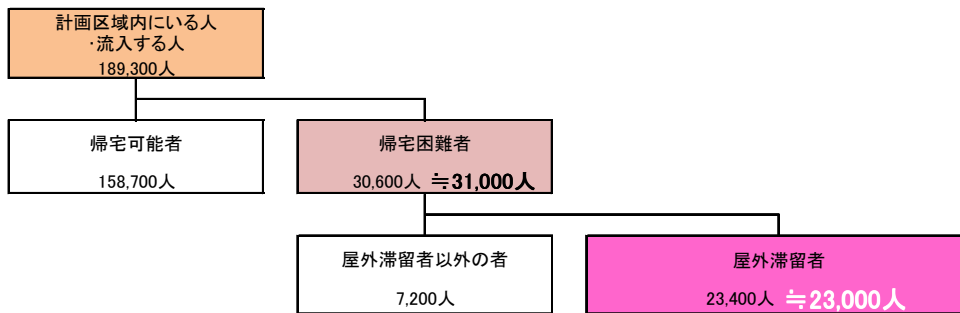 計画区域内にいる人
・流入する人
189,300人
帰宅可能者
158,700人
帰宅困難者
30,600人 ≒31,000人
屋外滞留者以外の者
7,200人
屋外滞留者
23,400人 ≒23,000人